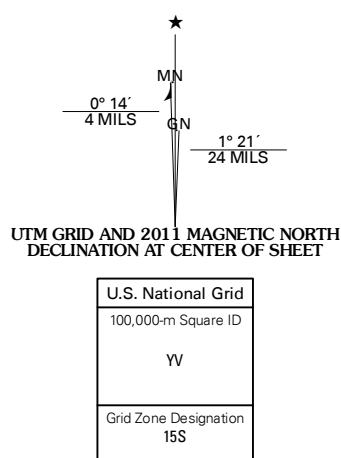 ★
MN
0° 14´
4 MILS
GN
1° 21´
24 MILS
UTM GRID AND 2011 MAGNETIC NORTH
DECLINATION AT CENTER OF SHEET
U.S. National Grid
100,000-m Square ID
YV
Grid Zone Designation
15S